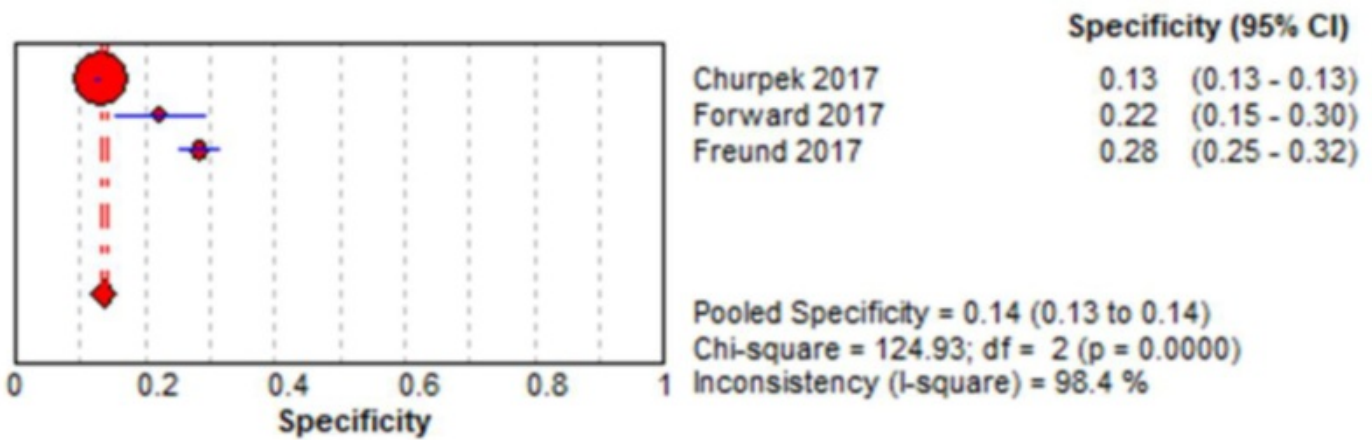 Specificity (95% CI)
Churpek 2017 0.13 (0.13 - 0.13)
Forward 2017 0.22 (0.15 - 0.30)
Freund 2017 0.28 (0.25 - 0.32)
Pooled Specificity = 0.14 (0.13 to 0.14)
Chi-square = 124.93; df = 2 (p = 0.0000)
Inconsistency (I-square) = 98.4 %
0 0.2 0.4 0.6 0.8 1
Specificity